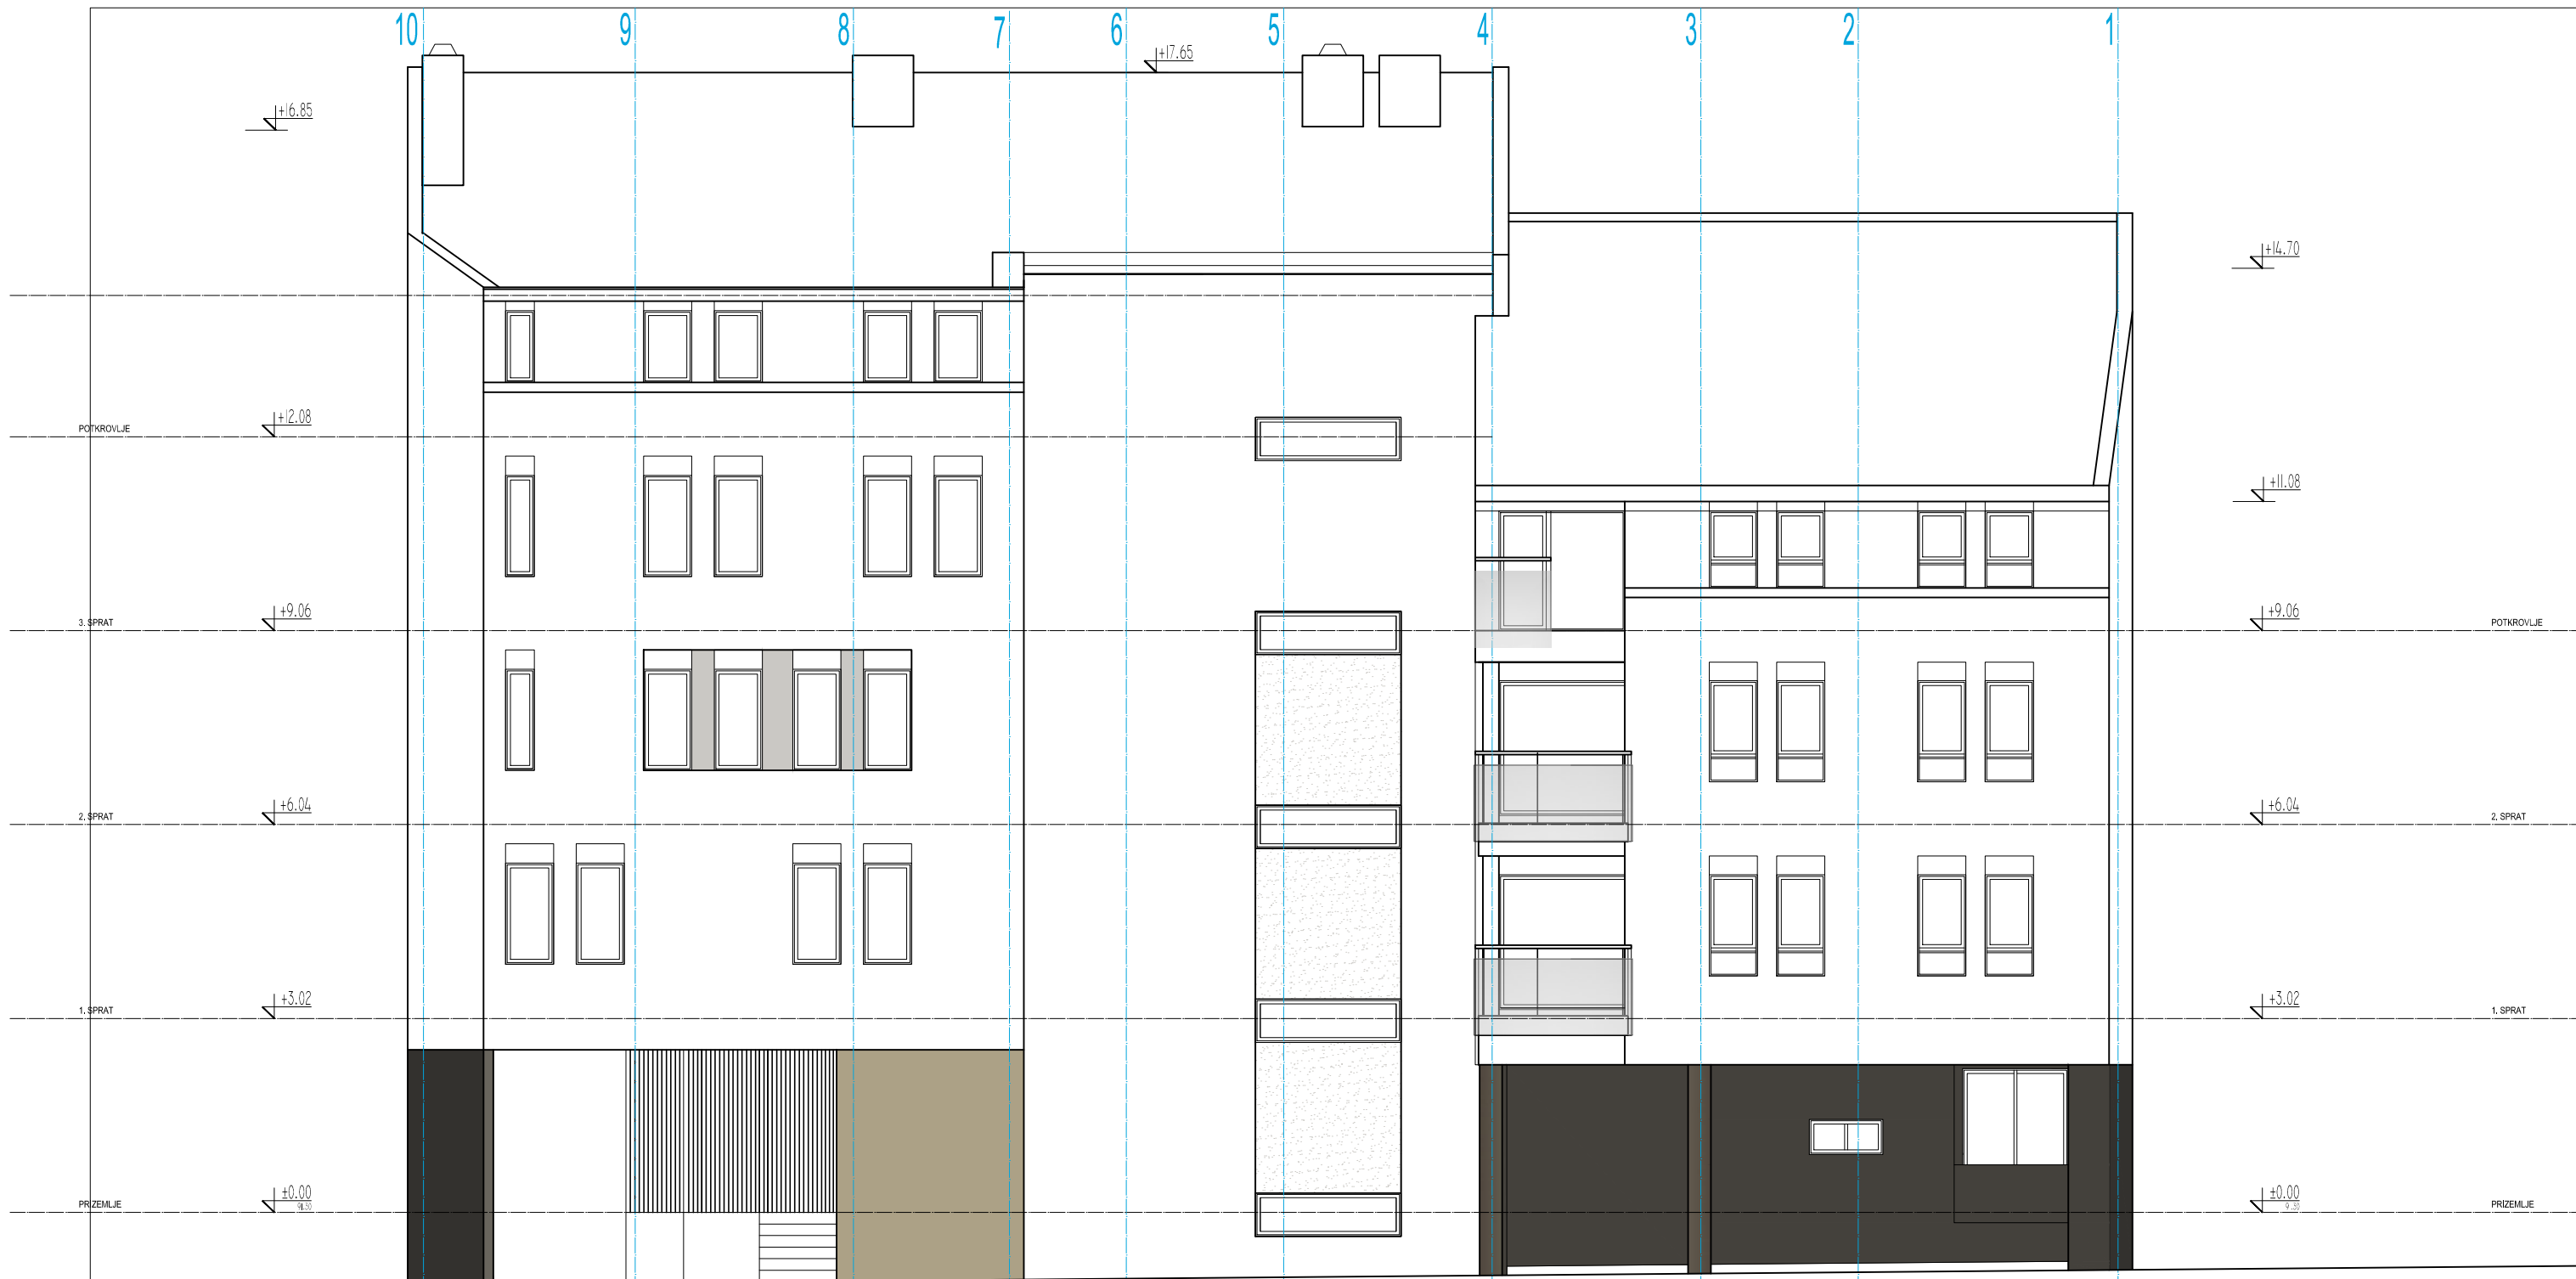 10 9 8 7 6 5 4 3 2 1
+17.65
+16.85
+14.70
POTKROVLJE +12.08
+11.08
3. SPRAT +9.06 +9.06 POTKROVLJE
2. SPRAT +6.04 +6.04 2. SPRAT
1. SPRAT +3.02 +3.02 1. SPRAT
PRIZEMLJE ±0.00 ±0.00 PRIZEMLJE